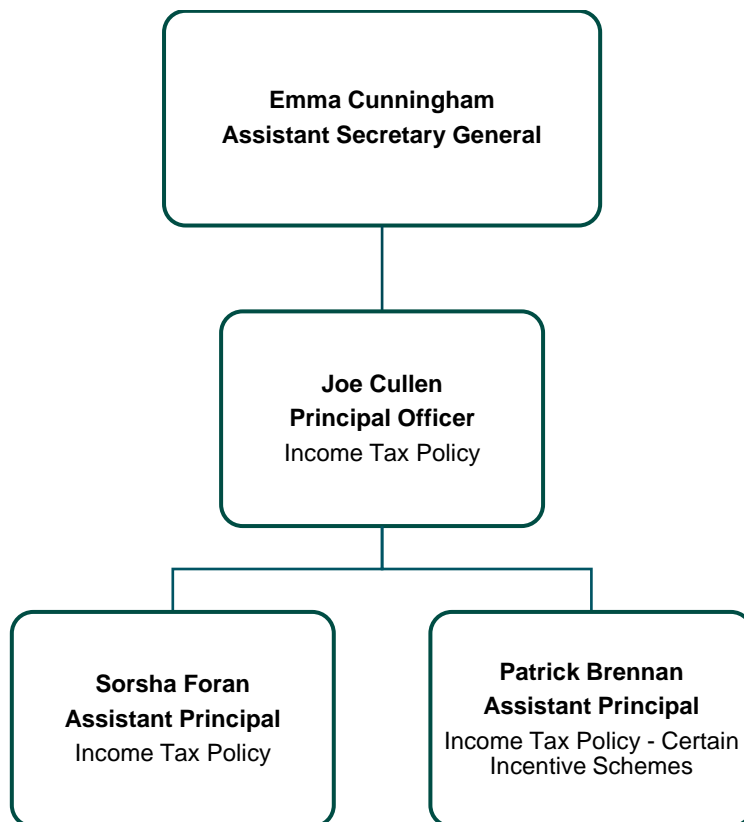 Emma Cunningham
Assistant Secretary General
Joe Cullen
Principal Officer
Income Tax Policy
Sorsha Foran
Assistant Principal
Income Tax Policy
Patrick Brennan
Assistant Principal
Income Tax Policy - Certain
Incentive Schemes